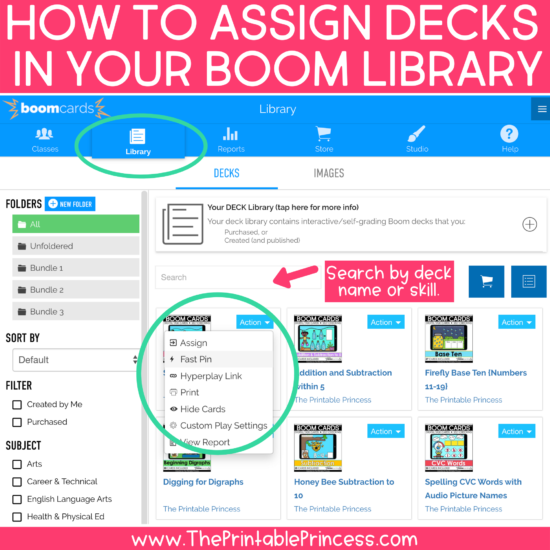 HOW TO ASSIGN DECKS
IN YOUR BOOM LIBRARY
boomcards
Library
Classes
Library
Reports
Store
Studio
Help
DECKS
IMAGES
FOLDERS
NEW FOLDER
All
Unfoldered
Bundle 1
Bundle 2
Bundle 3
SORT BY
Default
FILTER
Created by Me
Purchased
SUBJECT
Arts
Career & Technical
English Language Arts
Health & Physical Ed
Your DECK Library (tap here for more info)
Your deck library contains interactive/self-grading Boom decks that you:
Purchased, or
Created (and published)!
Search
Search by deck
name or skill.
BOOM CARDS
Action
Assign
Fast Pin
Hyperplay Link
Print
Hide Cards
Custom Play Settings
View Report
BOOM CARDS
Action
Addition and Subtraction
within 5
The Printable Princess
BOOM CARDS
Action
Base Ten
Firefly Base Ten (Numbers
11-19)
The Printable Princess
Beginning Digraphs
Digging for Digraphs
The Printable Princess
BOOM CARDS
Action
Honey Bee Subtraction to
10
The Printable Princess
BOOM CARDS
Action
CVC Words
Spelling CVC Words with
Audio Picture Names
The Printable Princess
www.ThePrintablePrincess.com